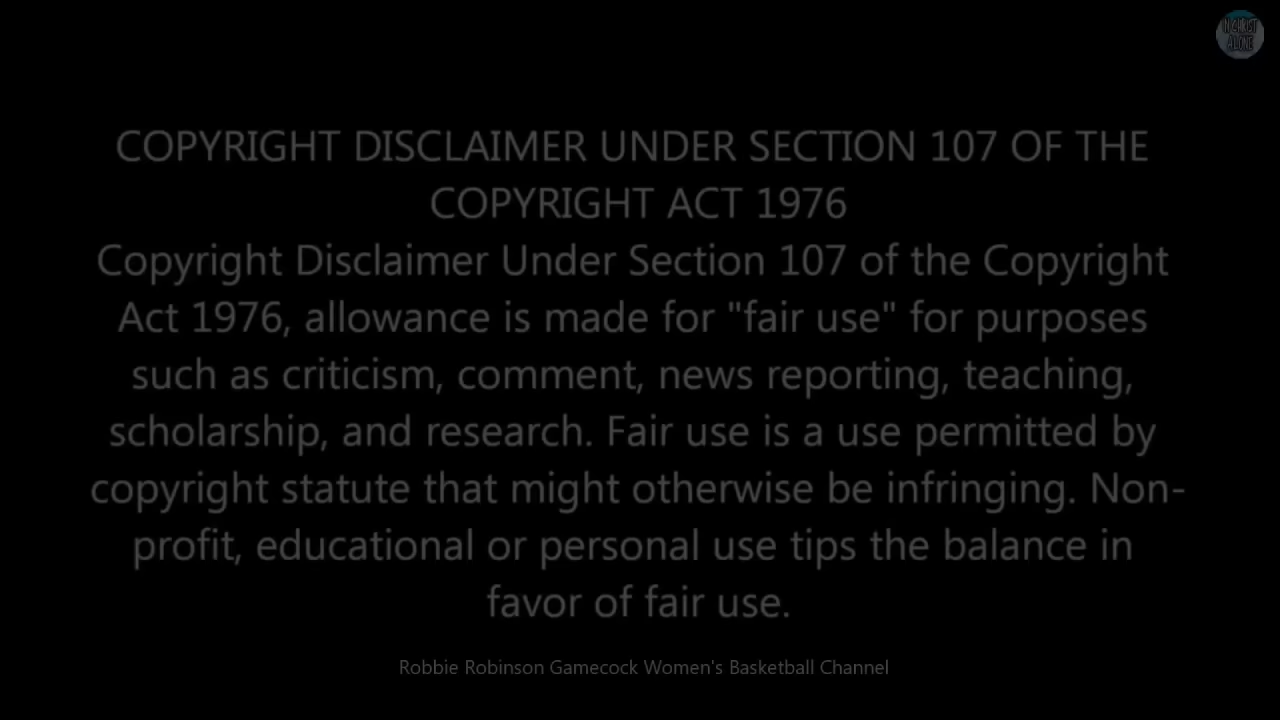 IN CHRIST
ALONE
COPYRIGHT DISCLAIMER UNDER SECTION 107 OF THE
COPYRIGHT ACT 1976
Copyright Disclaimer Under Section 107 of the Copyright
Act 1976, allowance is made for "fair use" for purposes
such as criticism, comment, news reporting, teaching,
scholarship, and research. Fair use is a use permitted by
copyright statute that might otherwise be infringing. Non-
profit, educational or personal use tips the balance in
favor of fair use.
Robbie Robinson Gamecock Women's Basketball Channel